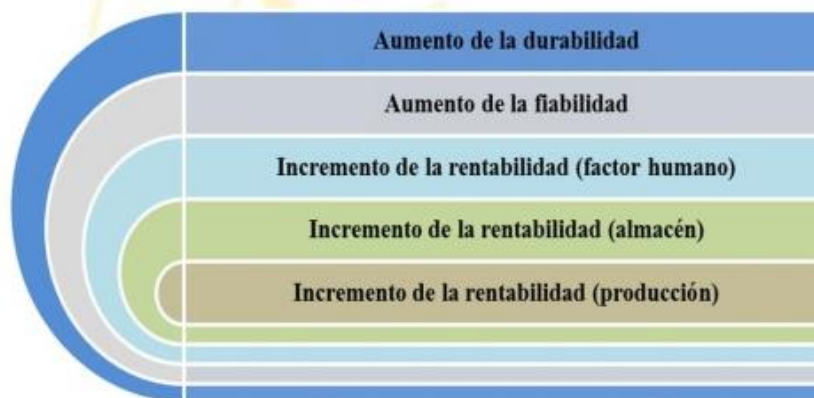 Aumento de la durabilidad
Aumento de la fiabilidad
Incremento de la rentabilidad (factor humano)
Incremento de la rentabilidad (almacén)
Incremento de la rentabilidad (producción)